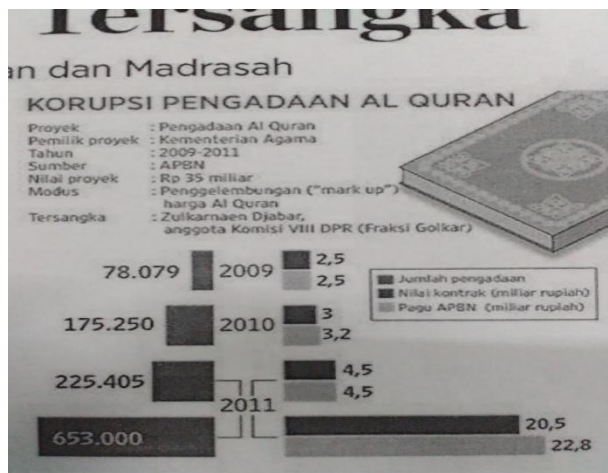 Tersangka
an dan Madrasah
KORUPSI PENGADAAN AL QURAN
Proyek : Pengadaan Al Quran
Pemilik proyek : Kementerian Agama
Tahun : 2009-2011
Sumber : APBN
Nilai proyek : Rp 35 miliar
Modus : Penggelembungan ("mark up")
harga Al Quran
Tersangka : Zulkarnaen Djabar,
anggota Komisi VIII DPR (Fraksi Golkar)
Jumlah pengadaan
Nilai kontrak (miliar rupiah)
Pagu APBN (miliar rupiah)
78.079 2009 2,5
2,5
175.250 2010 3
3,2
225.405 4,5
2011 4,5
653.000 20,5
22,8